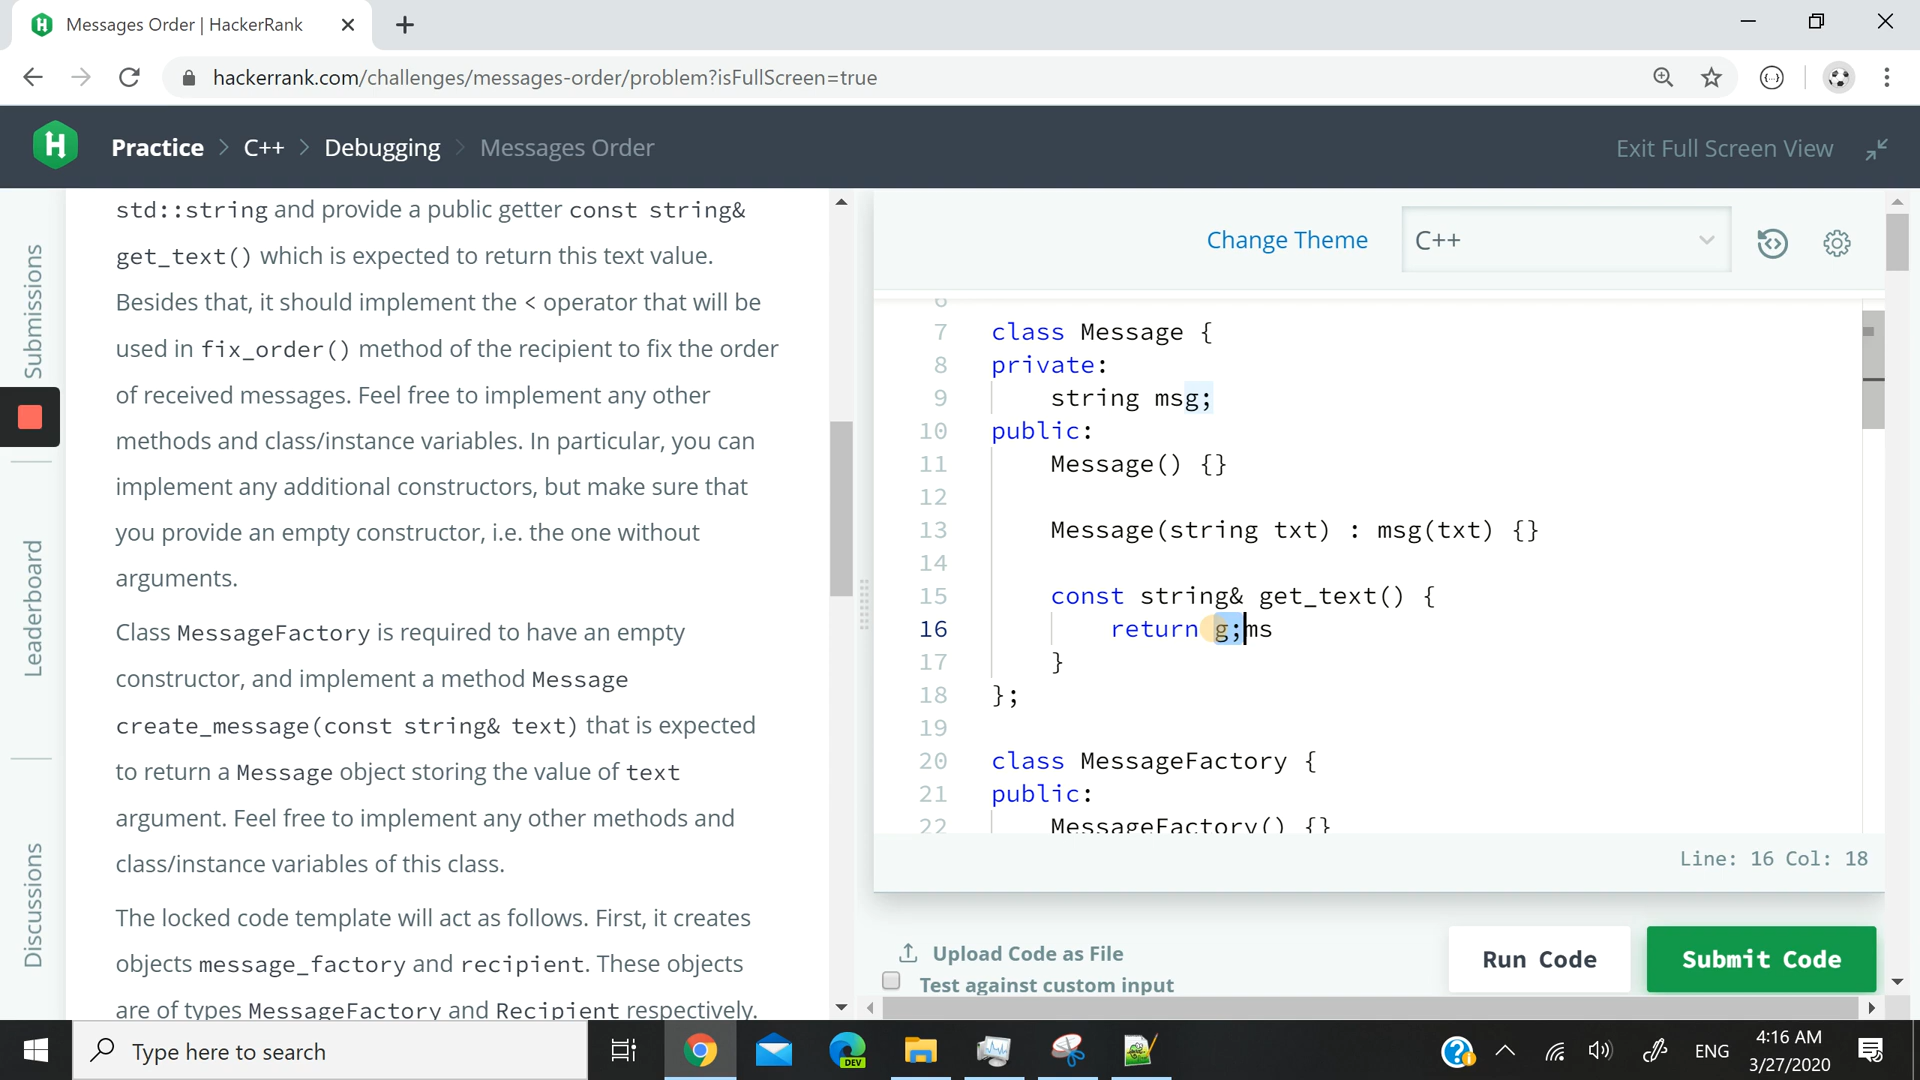 Messages Order | HackerRank
hackerrank.com/challenges/messages-order/problem?isFullScreen=true
Practice > C++ > Debugging > Messages Order
Exit Full Screen View
Submissions
Leaderboard
Discussions
std::string and provide a public getter const string&
get_text() which is expected to return this text value.
Besides that, it should implement the < operator that will be
used in fix_order() method of the recipient to fix the order
of received messages. Feel free to implement any other
methods and class/instance variables. In particular, you can
implement any additional constructors, but make sure that
you provide an empty constructor, i.e. the one without
arguments.
Class MessageFactory is required to have an empty
constructor, and implement a method Message
create_message(const string& text) that is expected
to return a Message object storing the value of text
argument. Feel free to implement any other methods and
class/instance variables of this class.
The locked code template will act as follows. First, it creates
objects message_factory and recipient. These objects
are of types MessageFactory and Recipient respectively.
Change Theme
C++
6
7 class Message {
8 private:
9 string msg;
10 public:
11 Message() {}
12
13 Message(string txt) : msg(txt) {}
14
15 const string& get_text() {
16 return g;ms
17 }
18 };
19
20 class MessageFactory {
21 public:
22 MessageFactory() {}
Line: 16 Col: 18
Upload Code as File
Test against custom input
Run Code
Submit Code
Type here to search
DEV
ENG
4:16 AM
3/27/2020